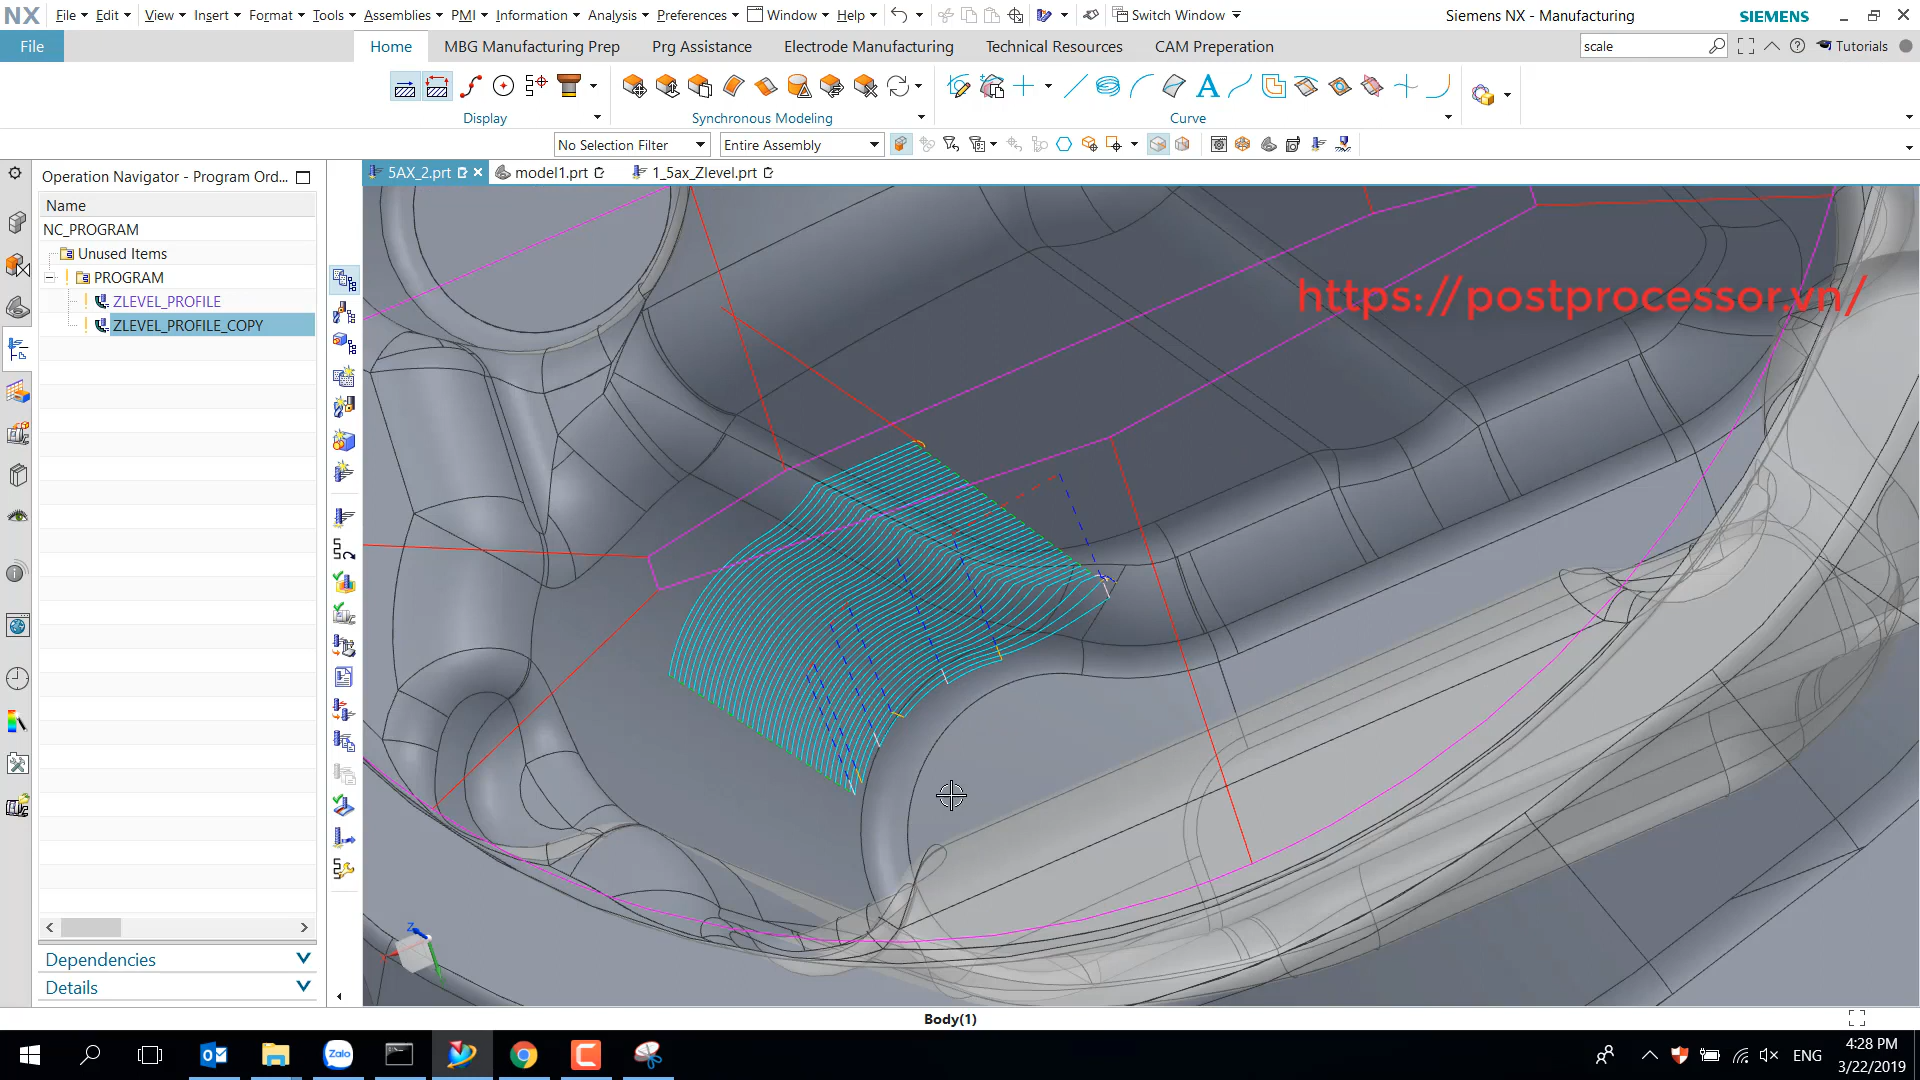 NX File Edit View Insert Format Tools Assemblies PMI Information Analysis Preferences Window Help Switch Window Siemens NX - Manufacturing SIEMENS
File Home MBG Manufacturing Prep Prg Assistance Electrode Manufacturing Technical Resources CAM Preperation scale Tutorials
Display Synchronous Modeling Curve
No Selection Filter Entire Assembly
5AX_2.prt model1.prt 1_5ax_Zlevel.prt
Operation Navigator - Program Ord...
Name
NC_PROGRAM
Unused Items
PROGRAM
ZLEVEL_PROFILE
ZLEVEL_PROFILE_COPY
https://postprocessor.vn/
Z
Dependencies
Details
Body(1)
Zalo
ENG
4:28 PM
3/22/2019